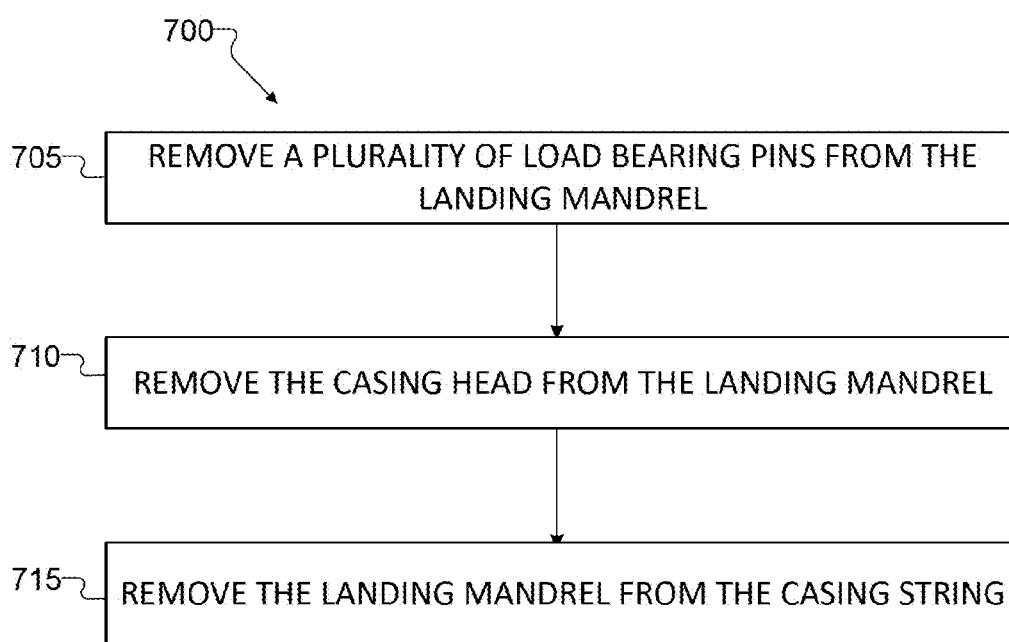 700
705
REMOVE A PLURALITY OF LOAD BEARING PINS FROM THE
LANDING MANDREL
710
REMOVE THE CASING HEAD FROM THE LANDING MANDREL
715
REMOVE THE LANDING MANDREL FROM THE CASING STRING